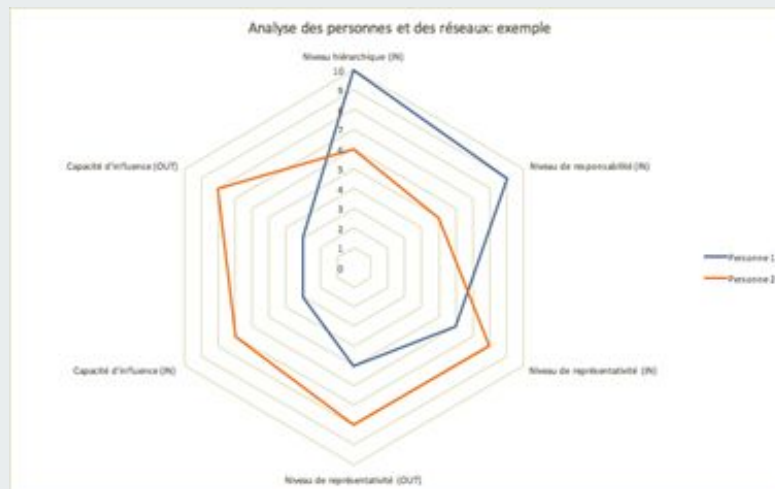 Analyse des personnes et des réseaux: exemple
Niveau hiérarchique (IN)
10
9
8
7
6
5
4
3
2
1
0
Capacité d'influence (OUT)
Niveau de responsabilité (IN)
Personne 1
Personne 2
Capacité d'influence (IN)
Niveau de représentativité (IN)
Niveau de représentativité (OUT)